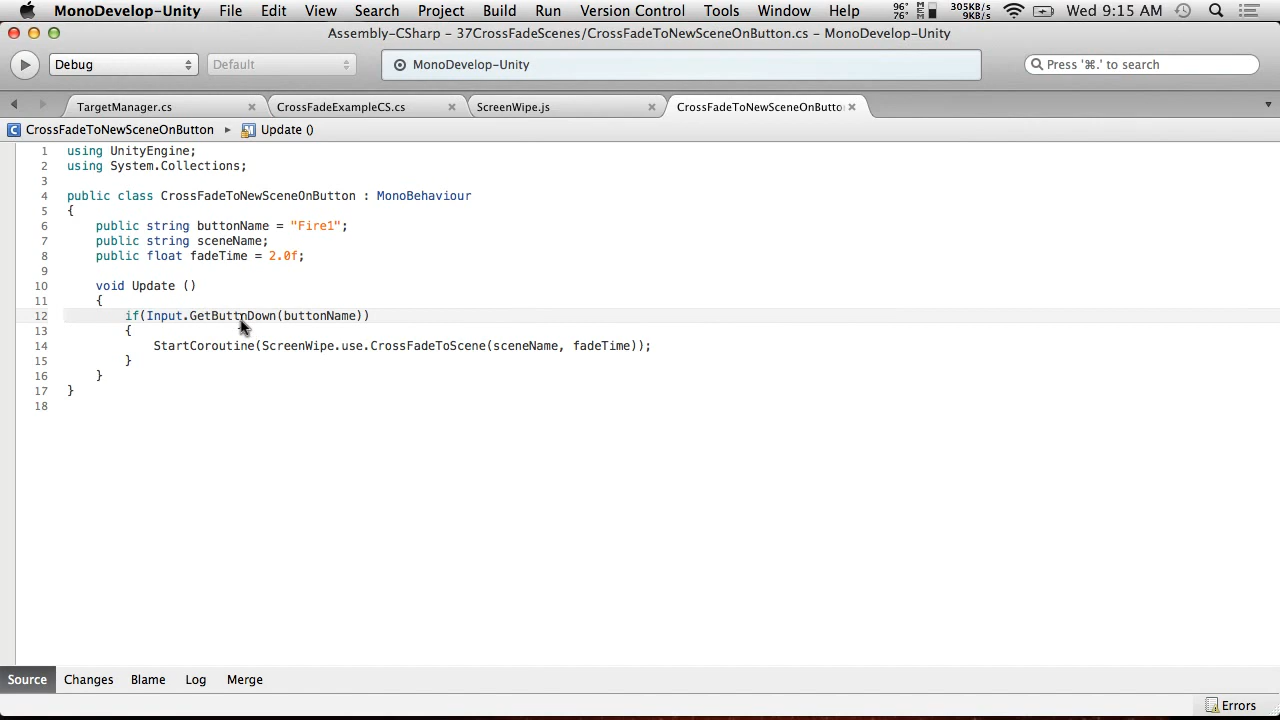 MonoDevelop-Unity File Edit View Search Project Build Run Version Control Tools Window Help 96° 76° M M 305KB/s 9KB/s Wed 9:15 AM
Assembly-CSharp – 37CrossFadeScenes/CrossFadeToNewSceneOnButton.cs – MonoDevelop-Unity
Debug Default MonoDevelop-Unity Press '⌘.' to search
TargetManager.cs CrossFadeExampleCS.cs ScreenWipe.js CrossFadeToNewSceneOnButto
C CrossFadeToNewSceneOnButton ▸ Update ()
1 using UnityEngine;
2 using System.Collections;
3
4 public class CrossFadeToNewSceneOnButton : MonoBehaviour
5 {
6 public string buttonName = "Fire1";
7 public string sceneName;
8 public float fadeTime = 2.0f;
9
10 void Update ()
11 {
12 if(Input.GetButtnDown(buttonName))
13 {
14 StartCoroutine(ScreenWipe.use.CrossFadeToScene(sceneName, fadeTime));
15 }
16 }
17 }
18
Source Changes Blame Log Merge
Errors